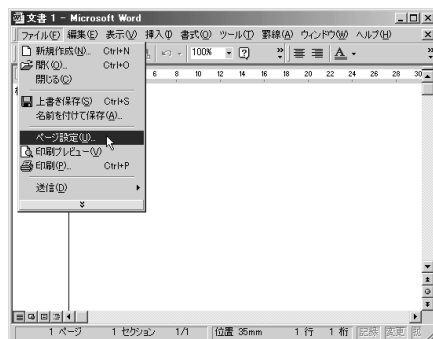 文書 1 - Microsoft Word
ファイル(F) 編集(E) 表示(V) 挿入(I) 書式(O) ツール(T) 罫線(A) ウィンドウ(W) ヘルプ(H)
新規作成(N)... Ctrl+N
開く(O)... Ctrl+O
閉じる(C)
上書き保存(S) Ctrl+S
名前を付けて保存(A)...
ページ設定(U)...
印刷プレビュー(V)
印刷(P)... Ctrl+P
送信(D)
100%
A
6 8 10 12 14 16 18 20 22 24 26 28 30
1 ページ 1 セクション 1/1 位置 35mm 1 行 1 桁 記録 変更